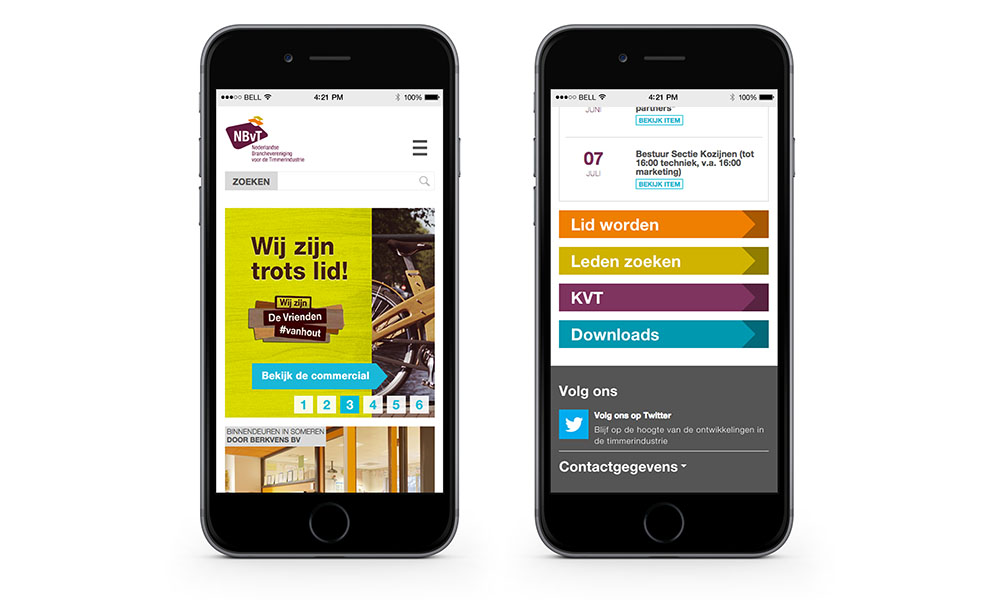 BELL
4:21 PM
100%
NBvT
Nederlandse
Branchevereniging
voor de Timmerindustrie
ZOEKEN
Wij zijn
trots lid!
Wij zijn
De Vrienden
#vanhout
Bekijk de commercial
1 2 3 4 5 6
BINNENDEUREN IN SOMEREN
DOOR BERKVENS BV
BELL
4:21 PM
100%
JUNI
partners"
BEKIJK ITEM
07
JULI
Bestuur Sectie Kozijnen (tot
16:00 techniek, v.a. 16:00
marketing)
BEKIJK ITEM
Lid worden
Leden zoeken
KVT
Downloads
Volg ons
Volg ons op Twitter
Blijf op de hoogte van de ontwikkelingen in
de timmerindustrie
Contactgegevens